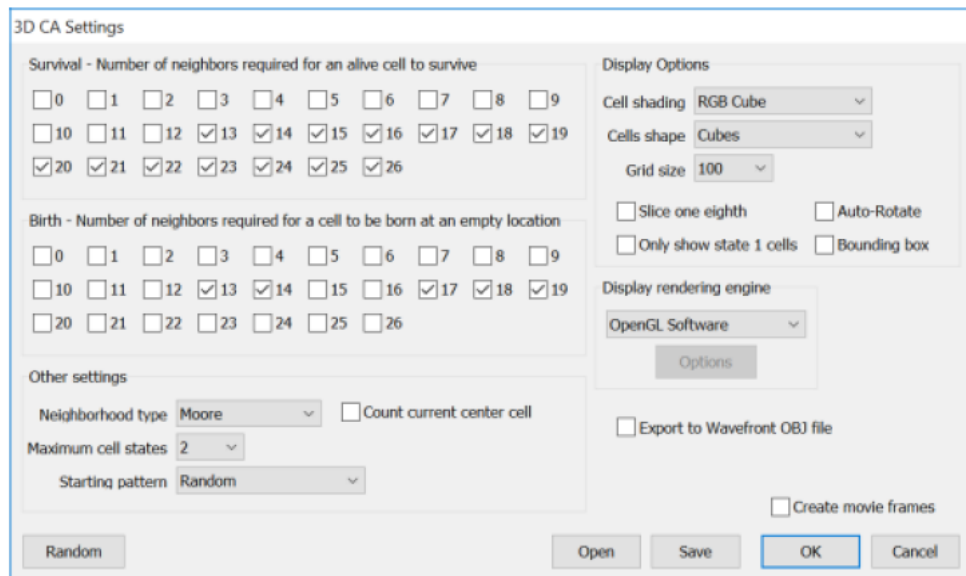 3D CA Settings
Survival - Number of neighbors required for an alive cell to survive
0 1 2 3 4 5 6 7 8 9
10 11 12 13 14 15 16 17 18 19
20 21 22 23 24 25 26
Birth - Number of neighbors required for a cell to be born at an empty location
0 1 2 3 4 5 6 7 8 9
10 11 12 13 14 15 16 17 18 19
20 21 22 23 24 25 26
Other settings
Neighborhood type Moore Count current center cell
Maximum cell states 2
Starting pattern Random
Display Options
Cell shading RGB Cube
Cells shape Cubes
Grid size 100
Slice one eighth Auto-Rotate
Only show state 1 cells Bounding box
Display rendering engine
OpenGL Software
Options
Export to Wavefront OBJ file
Create movie frames
Random Open Save OK Cancel